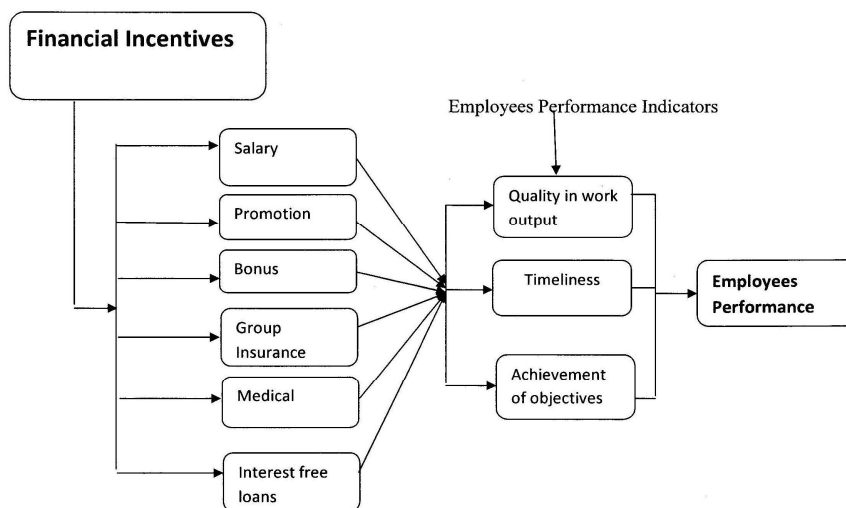 Financial Incentives
Employees Performance Indicators
Salary
Promotion
Bonus
Group
Insurance
Medical
Interest free
loans
Quality in work
output
Timeliness
Achievement
of objectives
Employees
Performance